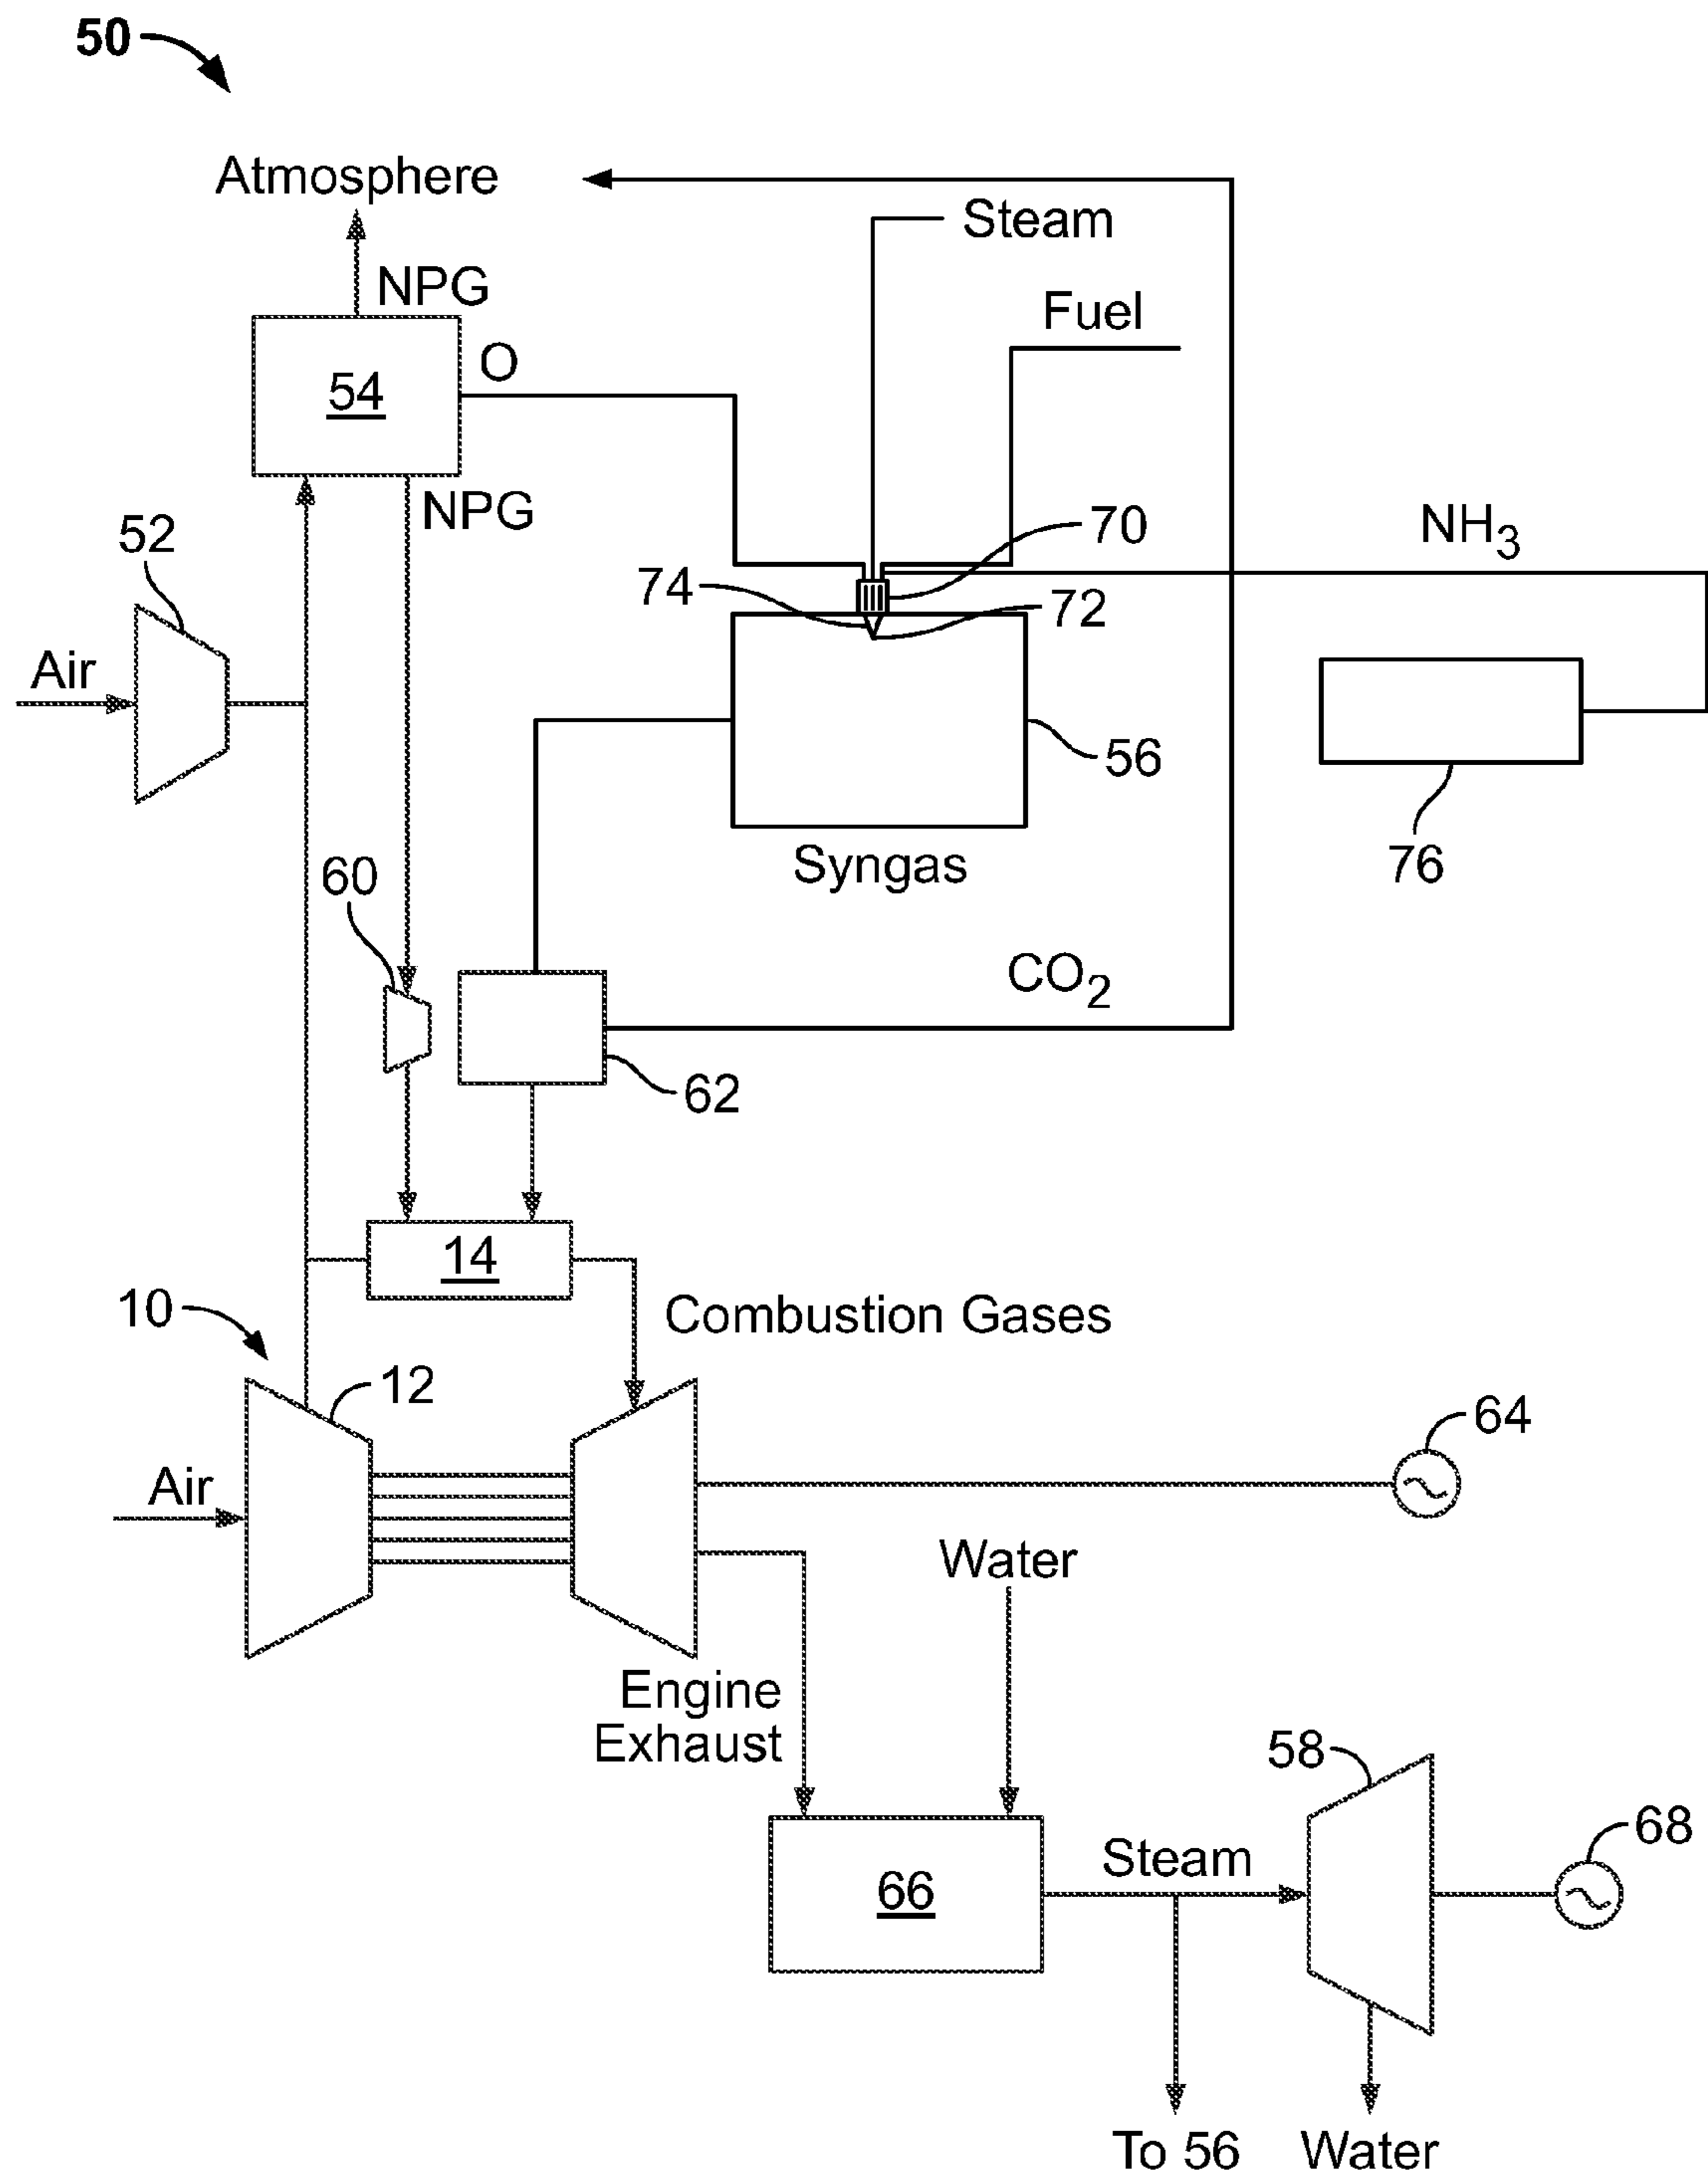 50
Atmosphere
Steam
NPG
Fuel
O
54
NPG
52
70
NH3
74
72
Air
56
Syngas
76
60
CO2
62
14
10
Combustion Gases
12
64
Air
Water
Engine
Exhaust
58
68
Steam
66
To 56
Water